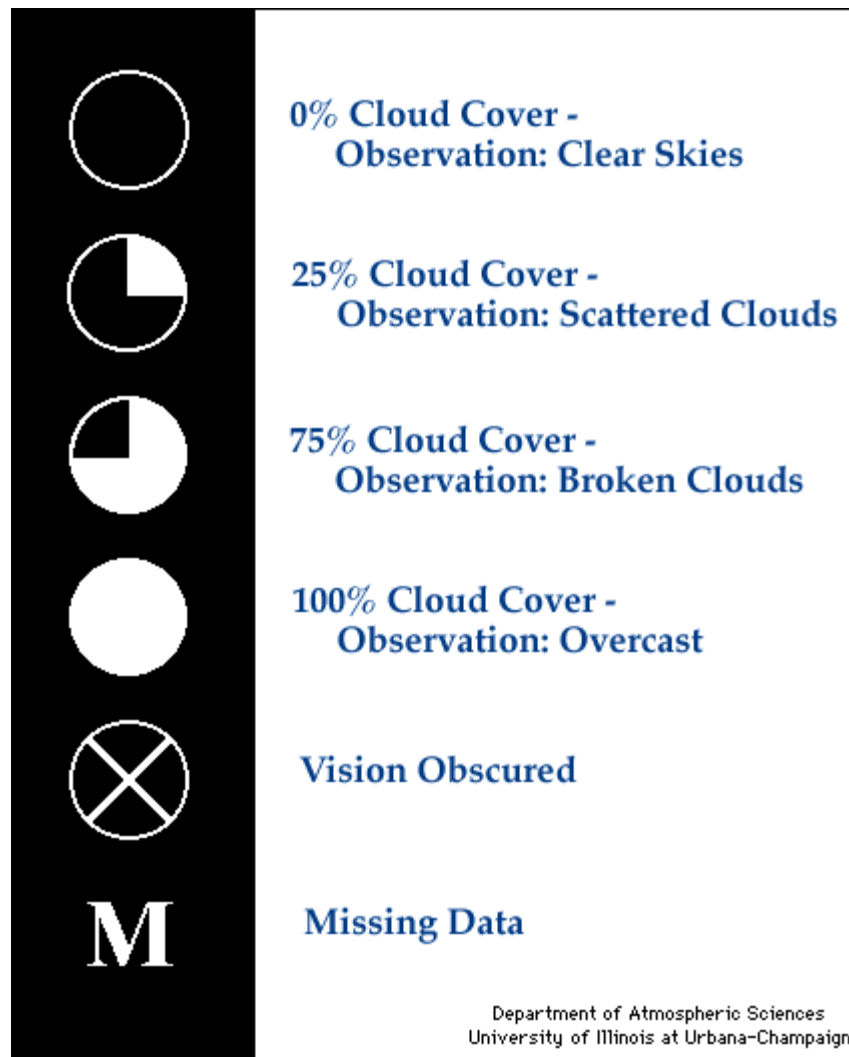 0% Cloud Cover -
Observation: Clear Skies
25% Cloud Cover -
Observation: Scattered Clouds
75% Cloud Cover -
Observation: Broken Clouds
100% Cloud Cover -
Observation: Overcast
Vision Obscured
M
Missing Data
Department of Atmospheric Sciences
University of Illinois at Urbana-Champaign